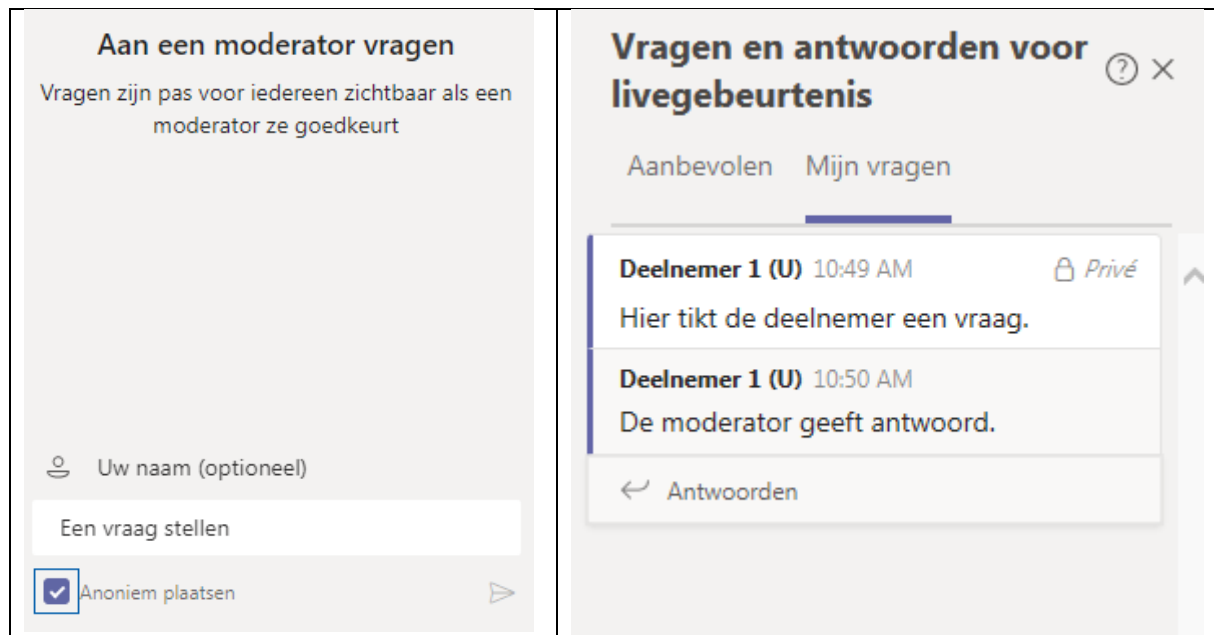 Aan een moderator vragen
Vragen zijn pas voor iedereen zichtbaar als een
moderator ze goedkeurt
Uw naam (optioneel)
Een vraag stellen
Anoniem plaatsen
Vragen en antwoorden voor
livegebeurtenis
Aanbevolen Mijn vragen
Deelnemer 1 (U) 10:49 AM Privé
Hier tikt de deelnemer een vraag.
Deelnemer 1 (U) 10:50 AM
De moderator geeft antwoord.
Antwoorden